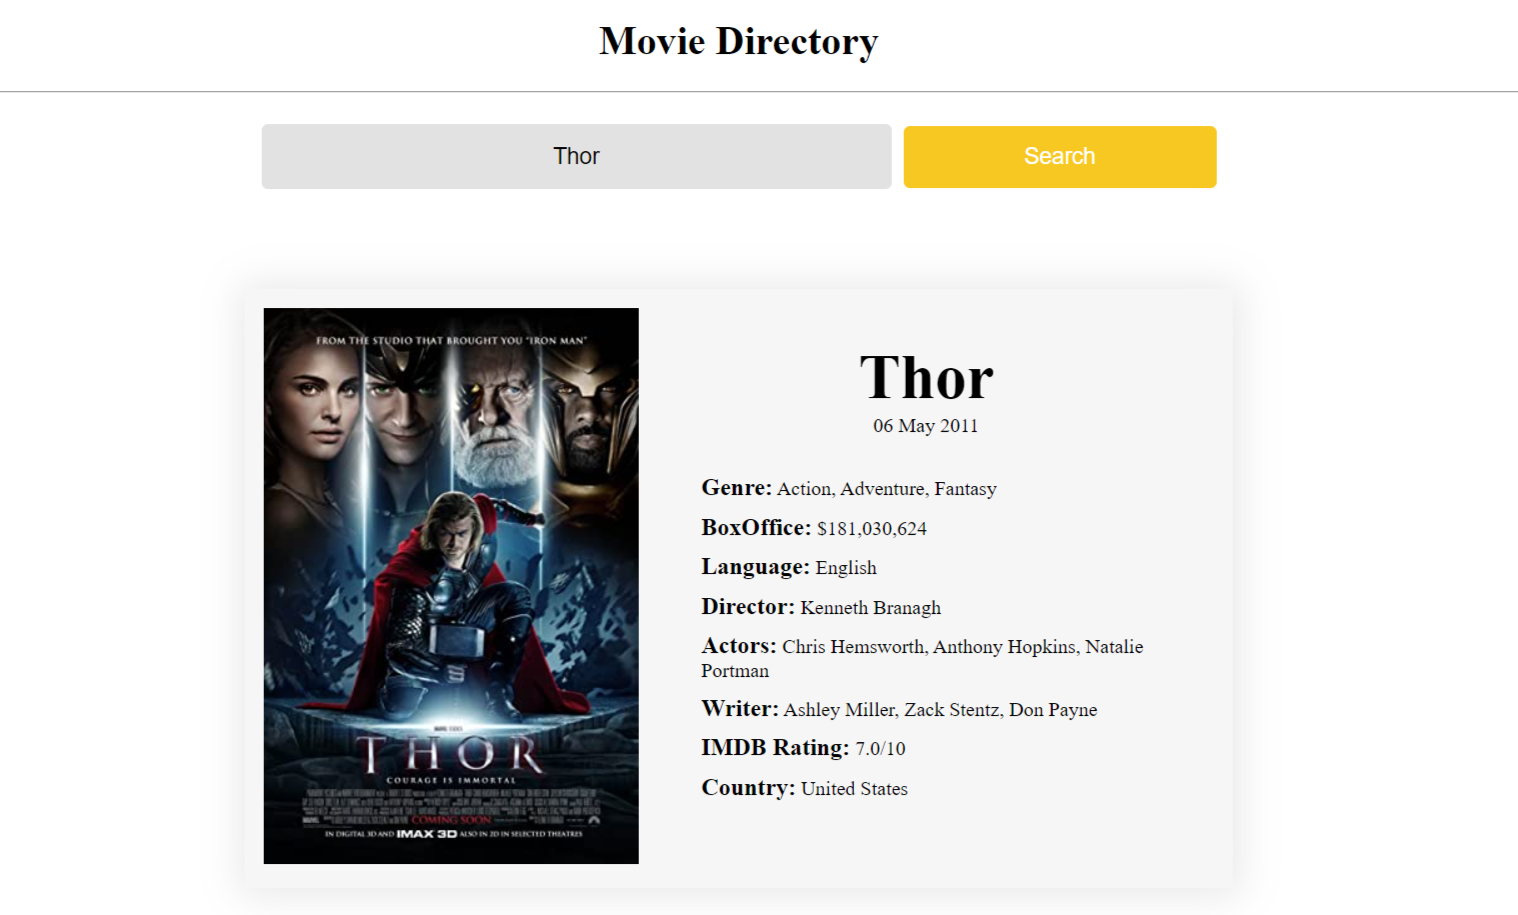 Movie Directory
Thor
Search
FROM THE STUDIO THAT BROUGHT YOU "IRON MAN"
THOR
COURAGE IS IMMORTAL
COMING SOON
IN DIGITAL 3D AND IMAX 3D ALSO IN 2D IN SELECTED THEATRES
Thor
06 May 2011
Genre: Action, Adventure, Fantasy
BoxOffice: $181,030,624
Language: English
Director: Kenneth Branagh
Actors: Chris Hemsworth, Anthony Hopkins, Natalie
Portman
Writer: Ashley Miller, Zack Stentz, Don Payne
IMDB Rating: 7.0/10
Country: United States